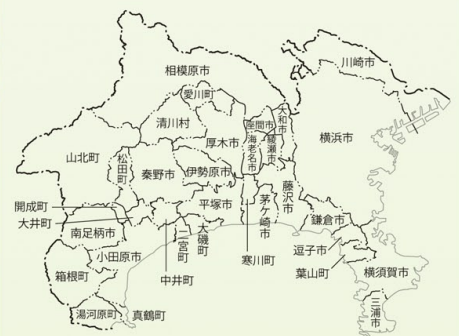 川崎市
相模原市
愛川町
大和市
座間市
清川村
綾瀬市
横浜市
厚木市
海老名市
山北町
松田町
秦野市
伊勢原市
藤沢市
茅ヶ崎市
開成町
平塚市
大井町
大磯町
鎌倉市
南足柄市
二宮町
逗子市
小田原市
寒川町
箱根町
中井町
葉山町
横須賀市
三浦市
湯河原町
真鶴町